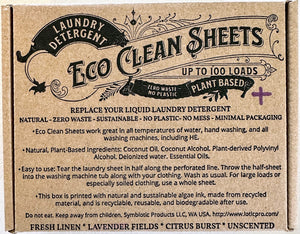 LAUNDRY
DETERGENT
ECO CLEAN SHEETS
UP TO 100 LOADS
ZERO WASTE
NO PLASTIC
PLANT BASED
REPLACE YOUR LIQUID LAUNDRY DETERGENT
NATURAL - ZERO WASTE - SUSTAINABLE - NO PLASTIC- NO MESS - MINIMAL PACKAGING
• Eco Clean Sheets work great in all temperatures of water, hand washing, and all
washing machines, including HE.
• Natural, Plant-Based Ingredients: Coconut Oil, Coconut Alcohol, Plant-derived Polyvinyl
Alcohol. Deionized water. Essential Oils.
• Easy to use: Tear the laundry sheet in half along the perforated line. Throw the half-sheet
in the washing machine tub along with your clothing. Wash as usual. For large loads or
especially soiled clothing, use a whole sheet.
• This box is printed with natural and sustainable algae ink, made from recycled
material, and is recyclable, reusable, and biodegradable after use.
Do not eat. Keep away from children. Symbiotic Products LLC, WA USA.
FRESH LINEN * LAVENDER FIELDS * CITRUS BURST * UNSCENTED